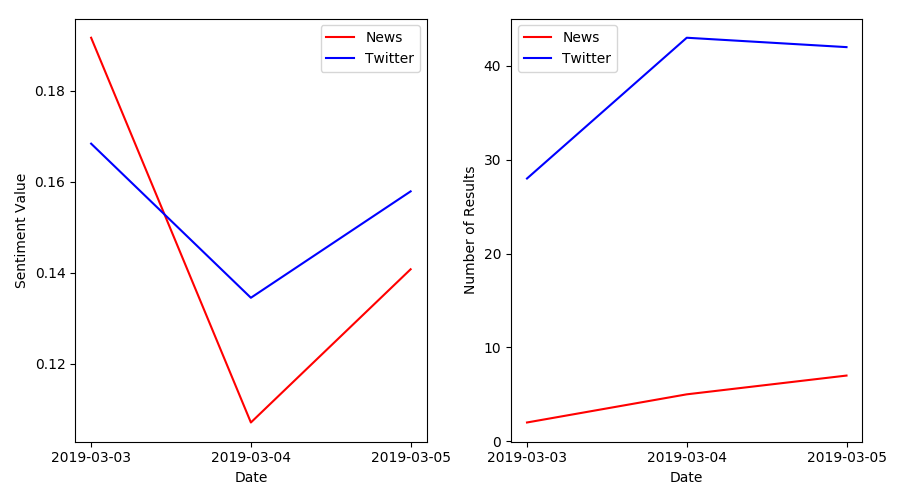 News
Twitter
0.18
0.16
0.14
0.12
Sentiment Value
2019-03-03
2019-03-04
2019-03-05
Date
News
Twitter
40
30
20
10
0
Number of Results
2019-03-03
2019-03-04
2019-03-05
Date